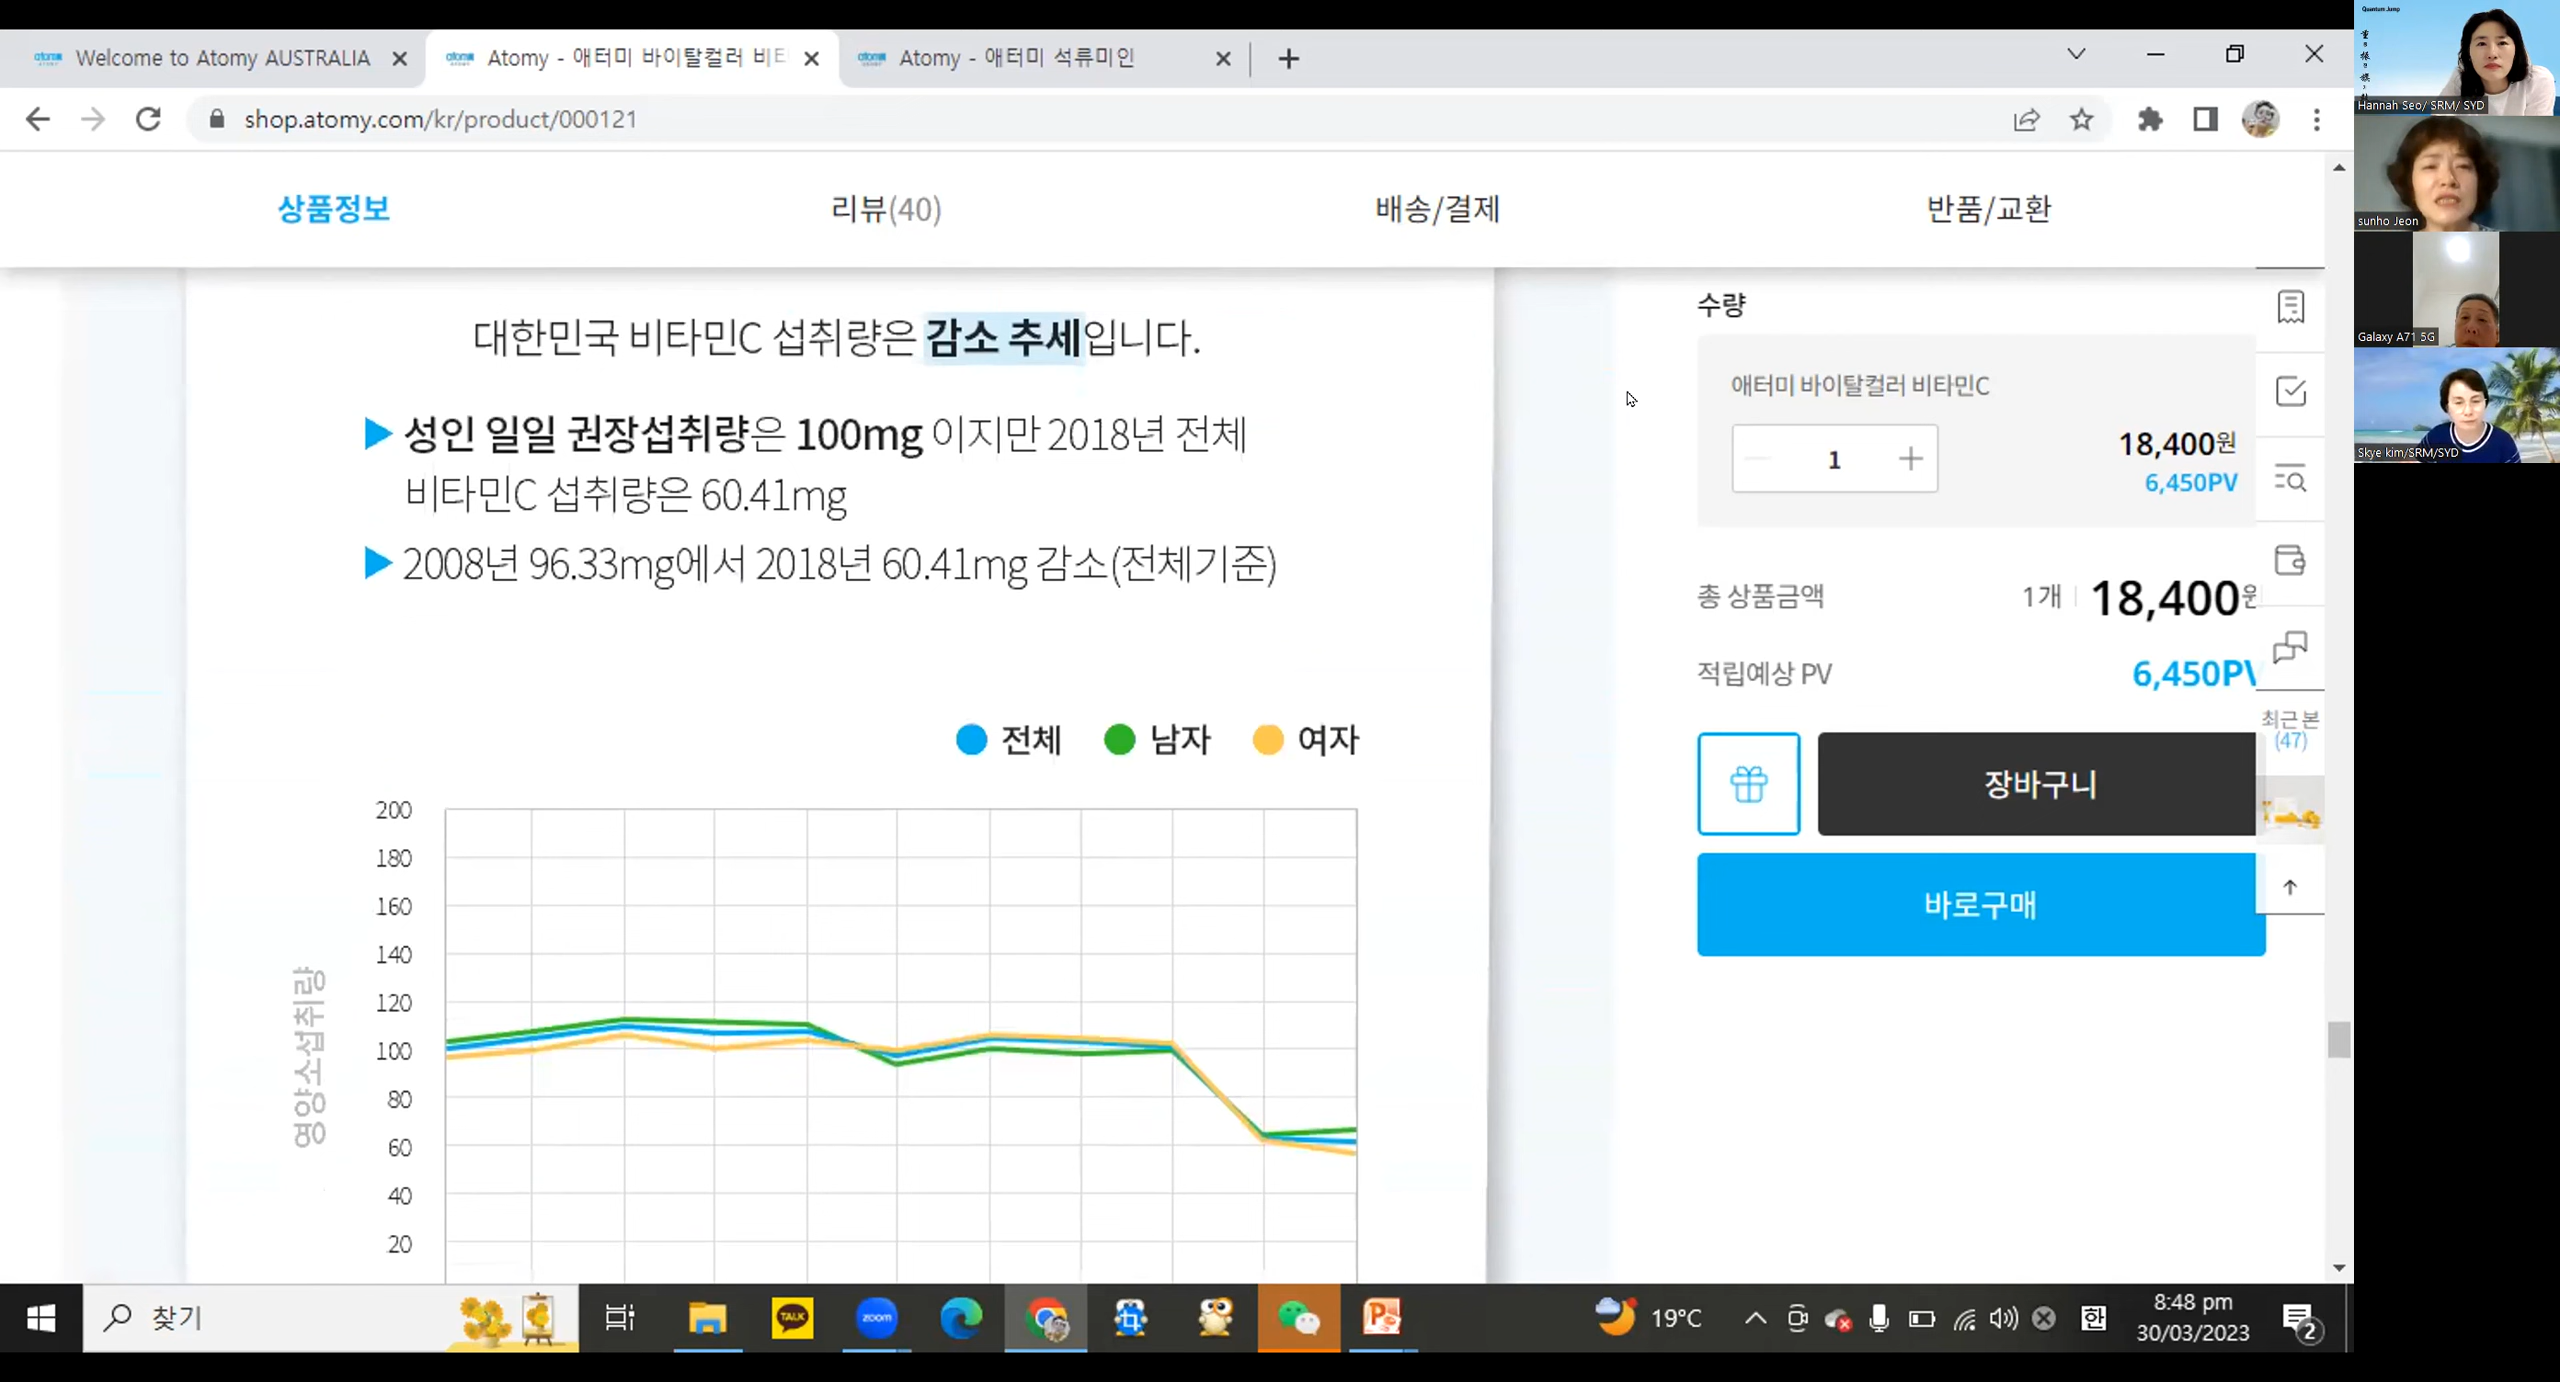 Welcome to Atomy AUSTRALIA
Atomy - 애터미 바이탈컬러 비타
Atomy - 애터미 석류미인
shop.atomy.com/kr/product/000121
상품정보
리뷰(40)
배송/결제
반품/교환
대한민국 비타민C 섭취량은 감소 추세입니다.
▶ 성인 일일 권장섭취량은 100mg 이지만 2018년 전체
비타민C 섭취량은 60.41mg
▶ 2008년 96.33mg에서 2018년 60.41mg 감소(전체기준)
전체 남자 여자
200
180
160
140
120
100
80
60
40
20
영양소섭취량
수량
애터미 바이탈컬러 비타민C
1
18,400원
6,450PV
총 상품금액
1개
18,400원
적립예상 PV
6,450PV
장바구니
바로구매
최근 본
(47)
찾기
TALK
zoom
19°C
한
8:48 pm
30/03/2023
2
Quantum Jump
Hannah Seo/ SRM/ SYD
sunho Jeon
Galaxy A71 5G
Skye kim/SRM/SYD